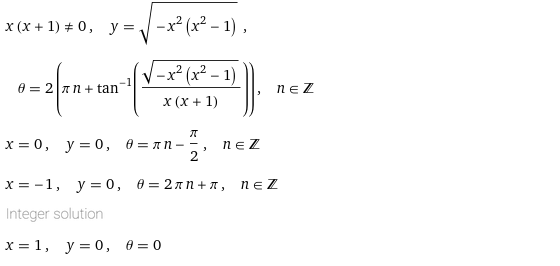 x (x + 1) ≠ 0 ,   y = √(−x² (x² − 1)) ,
θ = 2 (π n + tan⁻¹(√(−x² (x² − 1)) / (x (x + 1)))) ,   n ∈ ℤ
x = 0 ,   y = 0 ,   θ = π n − π/2 ,   n ∈ ℤ
x = −1 ,   y = 0 ,   θ = 2 π n + π ,   n ∈ ℤ
Integer solution
x = 1 ,   y = 0 ,   θ = 0